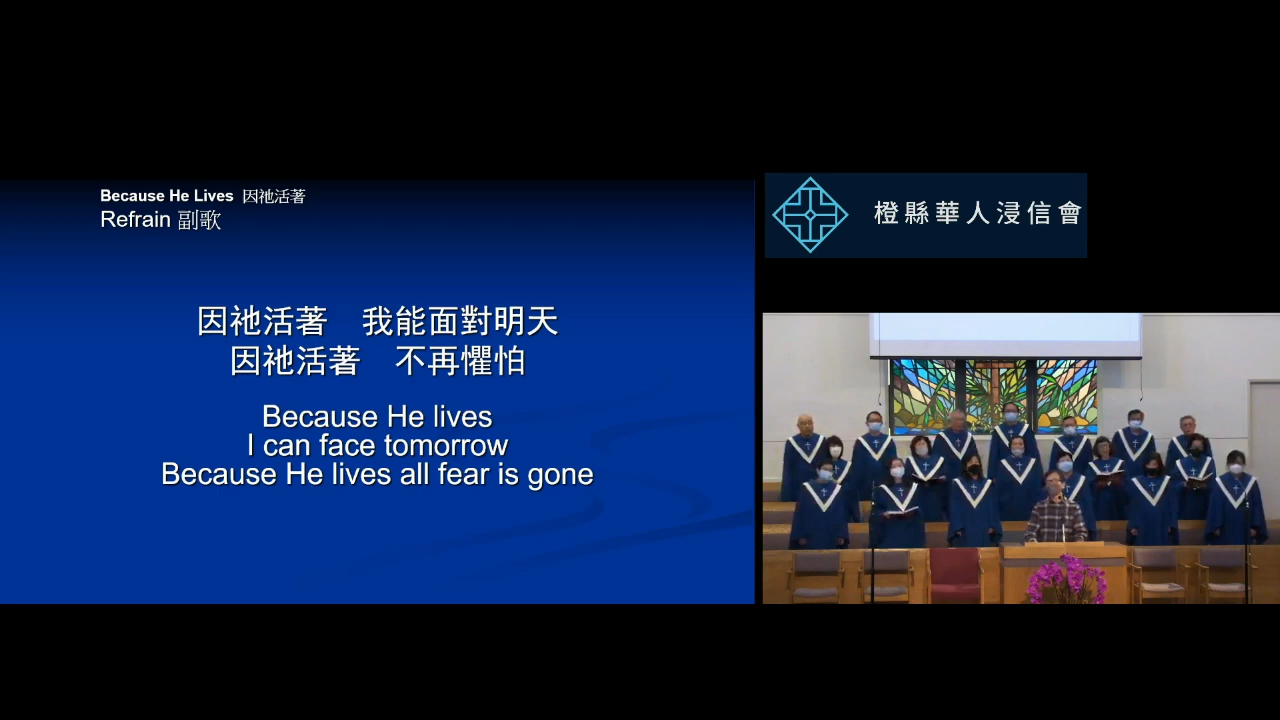 Because He Lives 因祂活著
Refrain 副歌
因祂活著　我能面對明天
因祂活著　不再懼怕
Because He lives
I can face tomorrow
Because He lives all fear is gone
橙縣華人浸信會